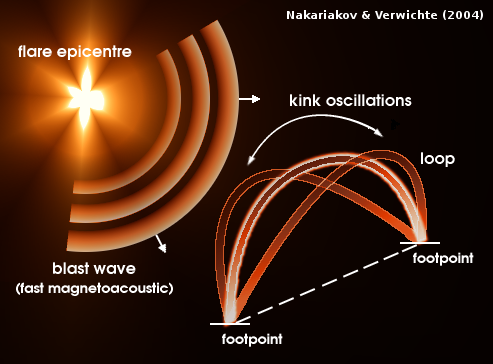 Nakariakov & Verwichte (2004)
flare epicentre
kink oscillations
loop
footpoint
blast wave
(fast magnetoacoustic)
footpoint